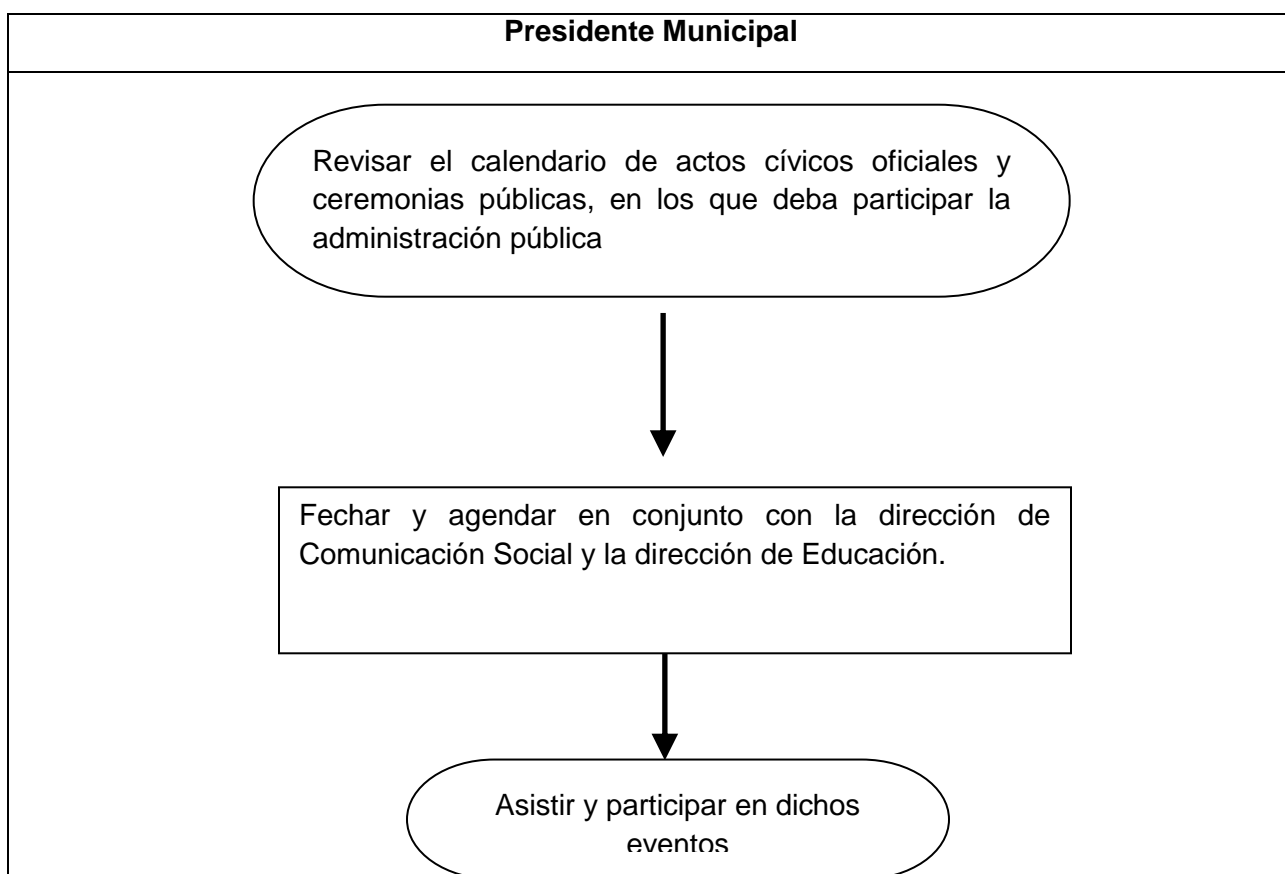 Presidente Municipal
Revisar el calendario de actos cívicos oficiales y
ceremonias públicas, en los que deba participar la
administración pública
Fechar y agendar en conjunto con la dirección de
Comunicación Social y la dirección de Educación.
Asistir y participar en dichos
eventos